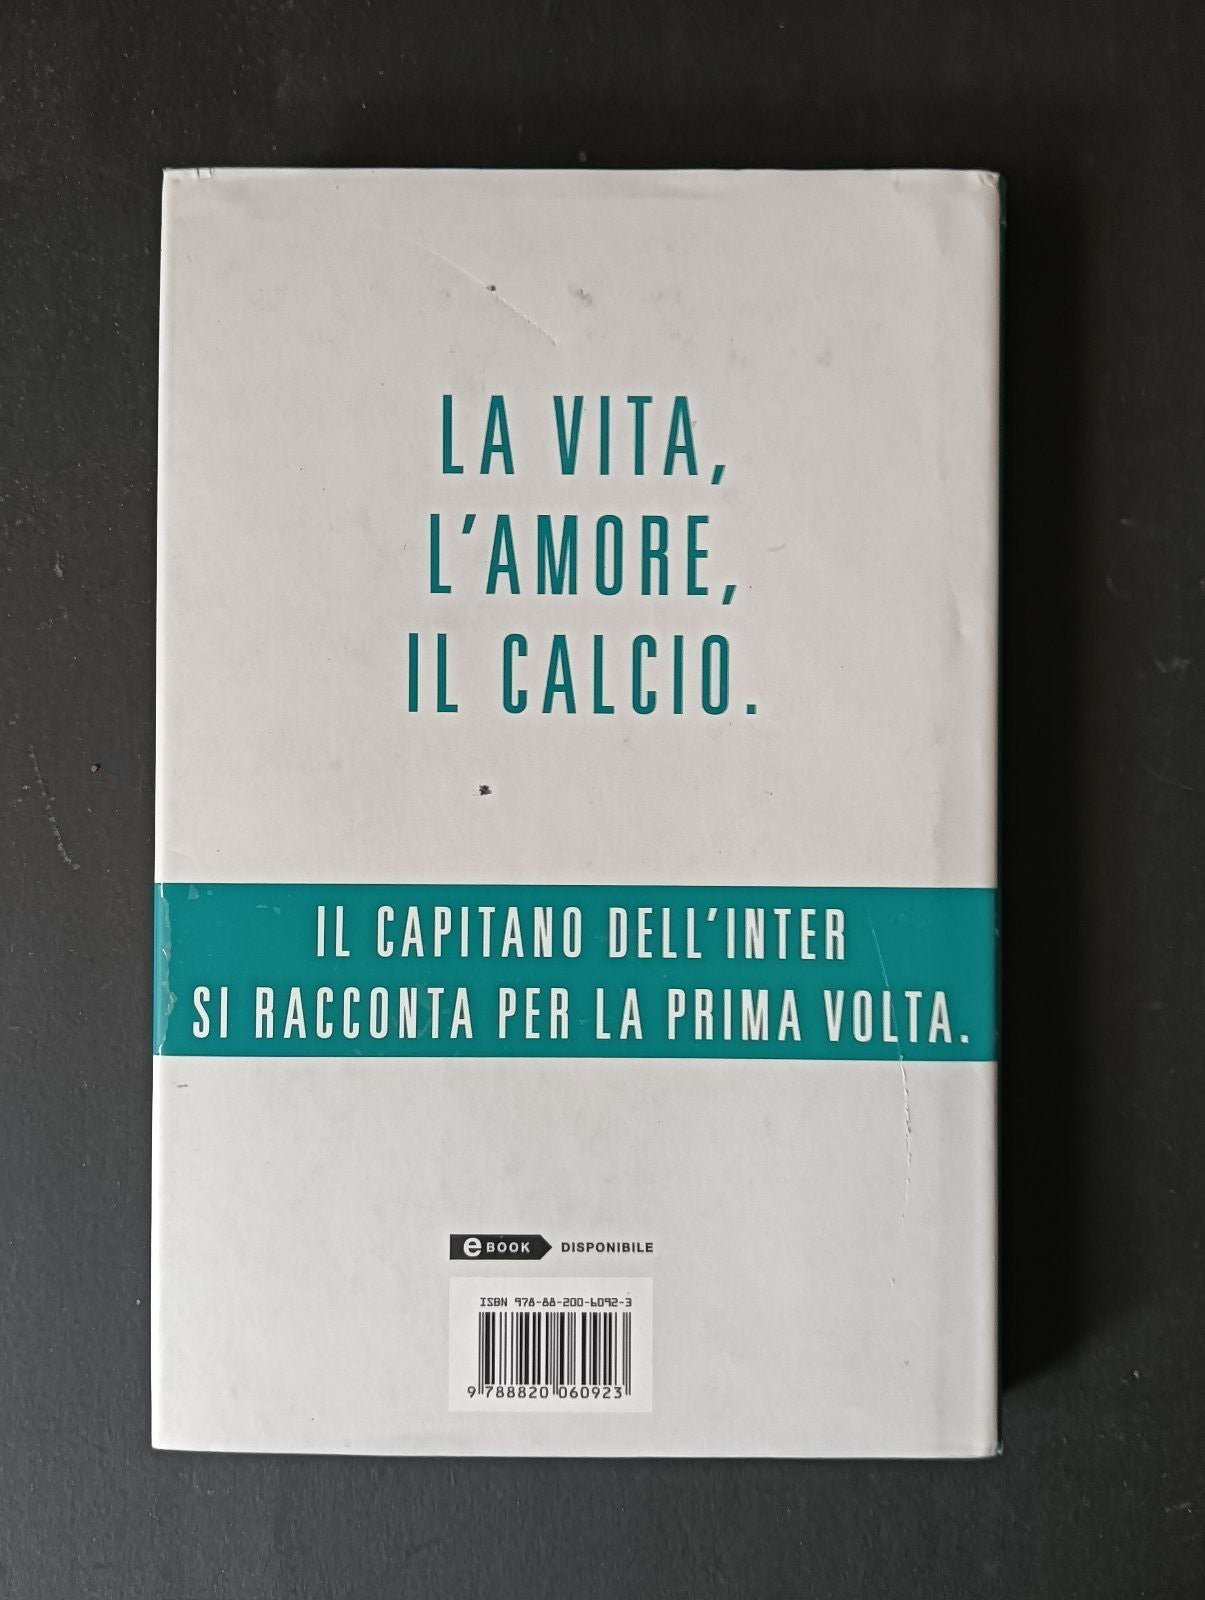 LA VITA,
L'AMORE,
IL CALCIO.
IL CAPITANO DELL'INTER
SI RACCONTA PER LA PRIMA VOLTA.
eBOOK DISPONIBILE
ISBN 978-88-200-6092-3
9 788820 060923